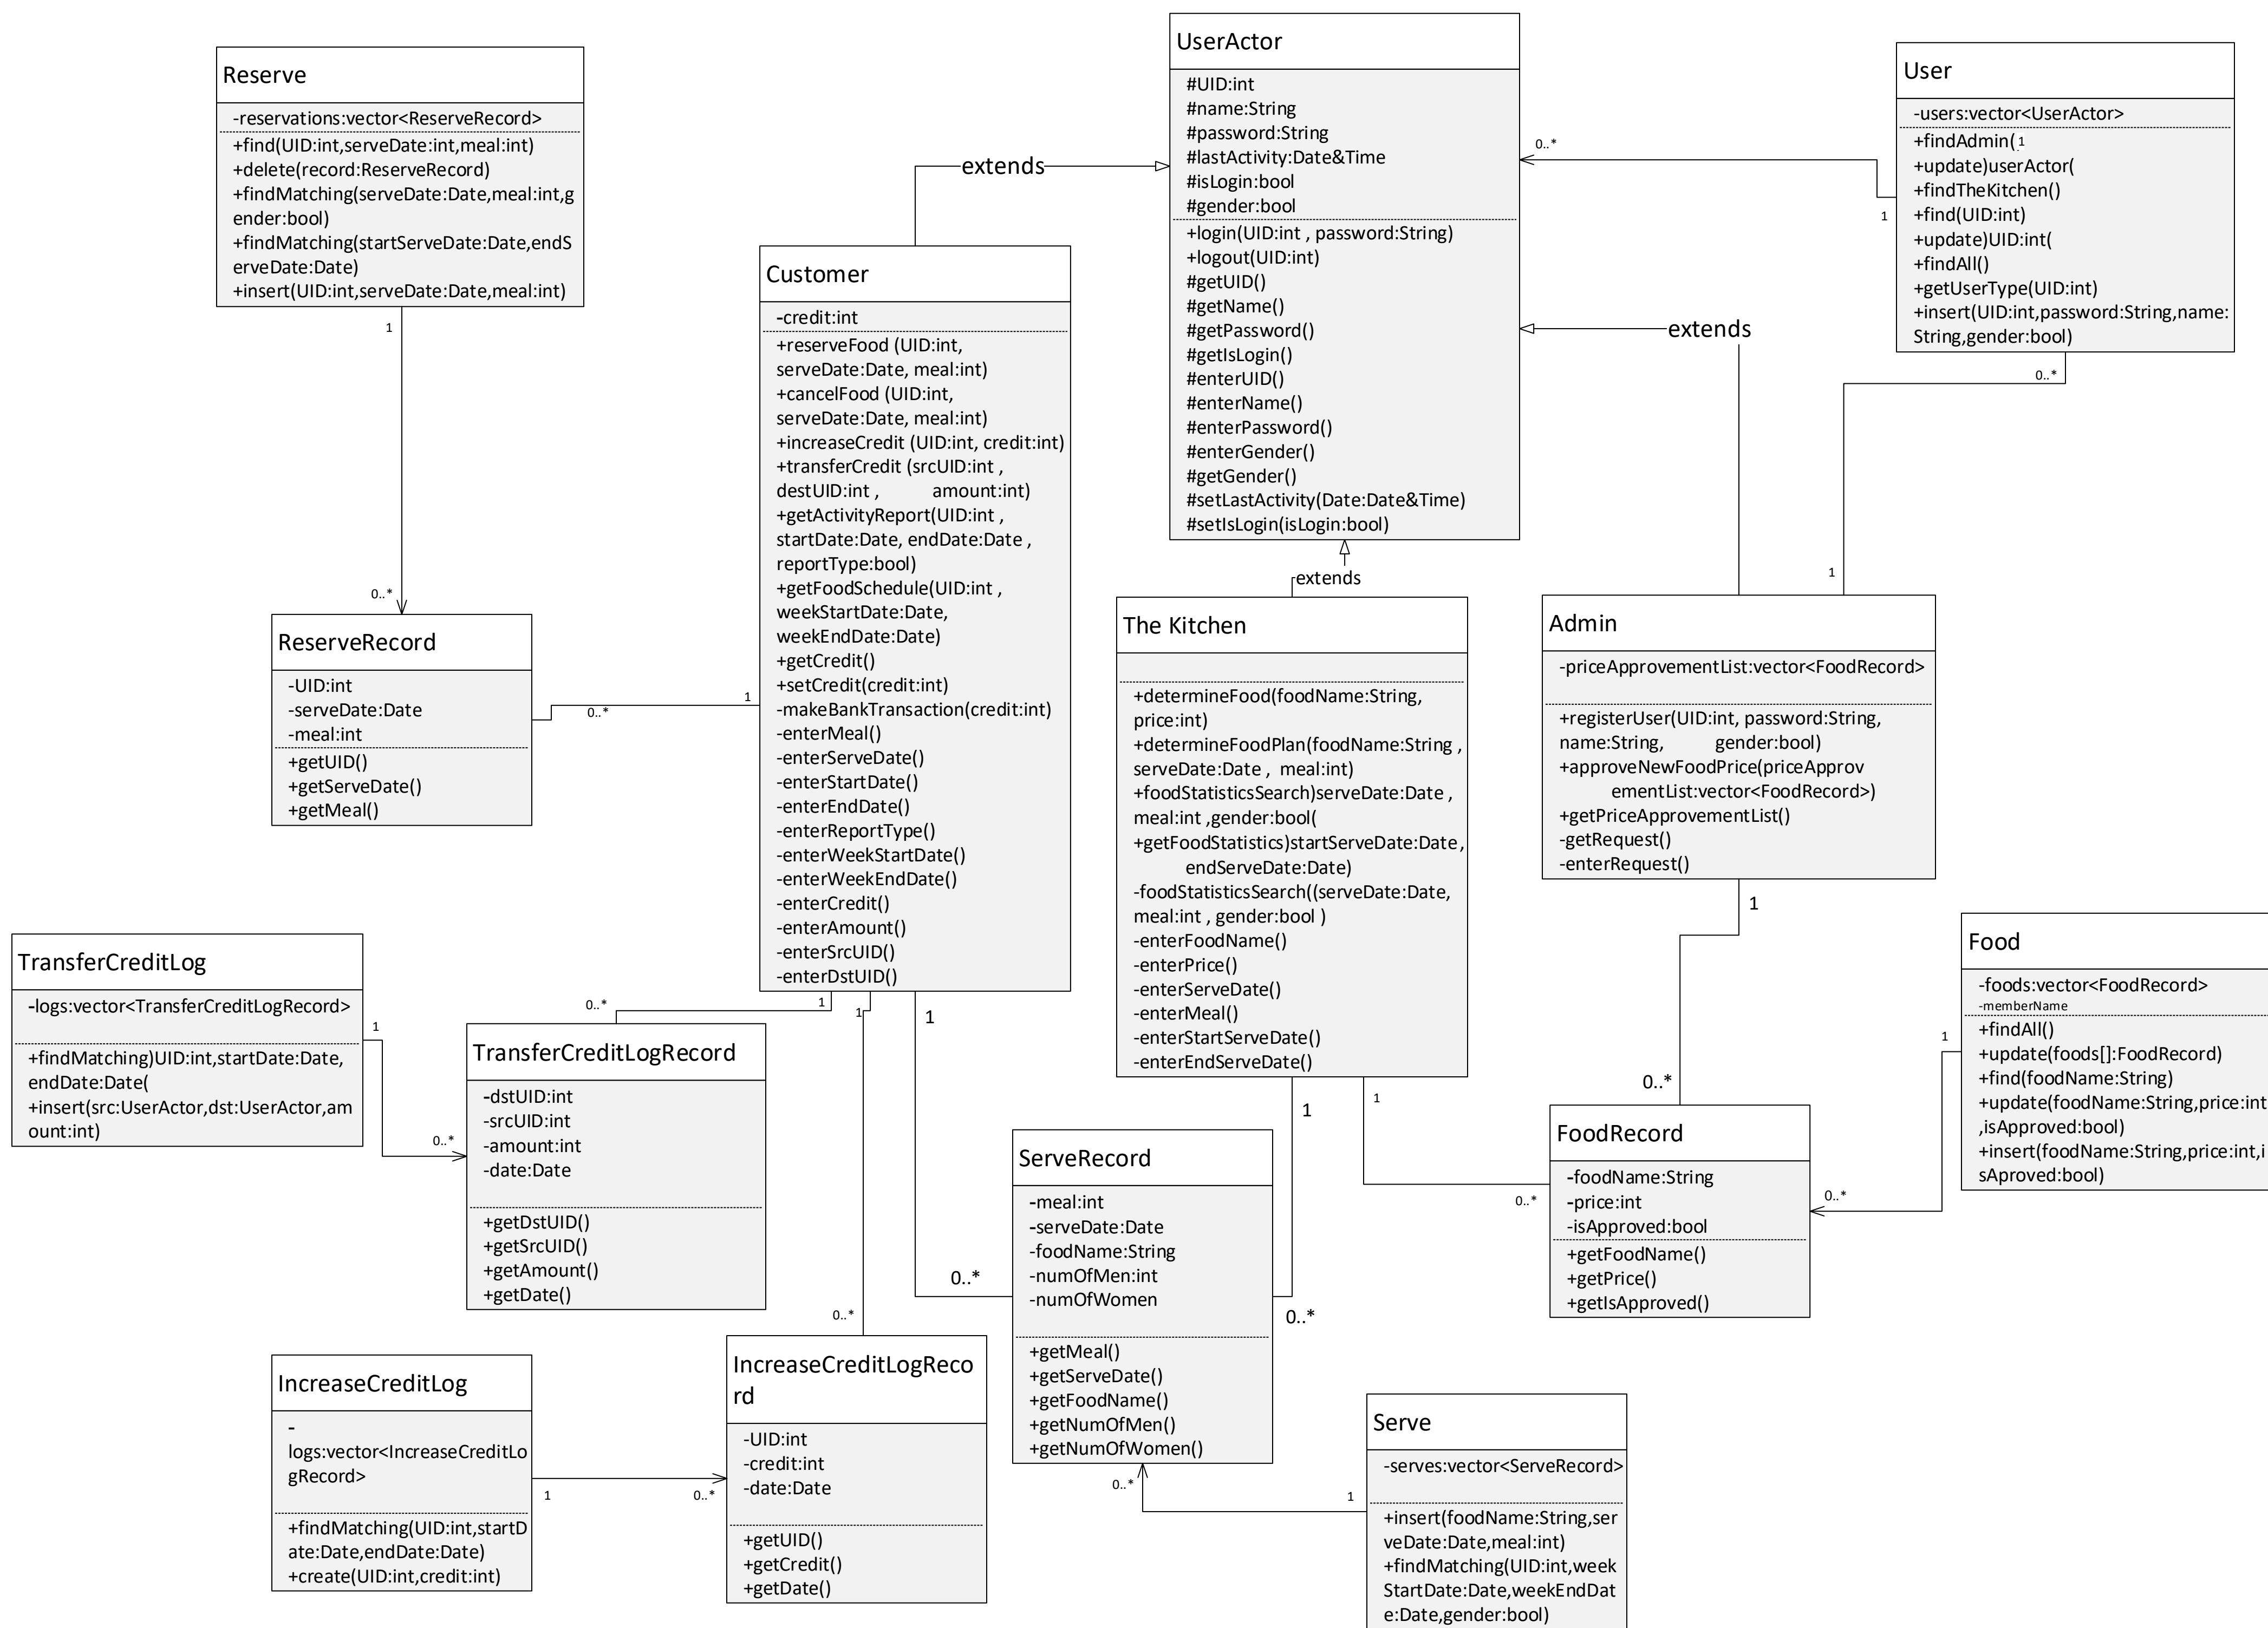 Reserve
-reservations:vector<ReserveRecord>
+find(UID:int,serveDate:int,meal:int)
+delete(record:ReserveRecord)
+findMatching(serveDate:Date,meal:int,g
ender:bool)
+findMatching(startServeDate:Date,endS
erveDate:Date)
+insert(UID:int,serveDate:Date,meal:int)
1
0..*
UserActor
#UID:int
#name:String
#password:String
#lastActivity:Date&Time
#isLogin:bool
#gender:bool
+login(UID:int , password:String)
+logout(UID:int)
#getUID()
#getName()
#getPassword()
#getIsLogin()
#enterUID()
#enterName()
#enterPassword()
#enterGender()
#getGender()
#setLastActivity(Date:Date&Time)
#setIsLogin(isLogin:bool)
extends
extends
extends
0..*
1
User
-users:vector<UserActor>
+findAdmin(
1
+update)userActor(
+findTheKitchen()
+find(UID:int)
+update)UID:int(
+findAll()
+getUserType(UID:int)
+insert(UID:int,password:String,name:
String,gender:bool)
0..*
1
Customer
-credit:int
+reserveFood (UID:int,
serveDate:Date, meal:int)
+cancelFood (UID:int,
serveDate:Date, meal:int)
+increaseCredit (UID:int, credit:int)
+transferCredit (srcUID:int ,
destUID:int , amount:int)
+getActivityReport(UID:int ,
startDate:Date, endDate:Date ,
reportType:bool)
+getFoodSchedule(UID:int ,
weekStartDate:Date,
weekEndDate:Date)
+getCredit()
+setCredit(credit:int)
-makeBankTransaction(credit:int)
-enterMeal()
-enterServeDate()
-enterStartDate()
-enterEndDate()
-enterReportType()
-enterWeekStartDate()
-enterWeekEndDate()
-enterCredit()
-enterAmount()
-enterSrcUID()
-enterDstUID()
ReserveRecord
-UID:int
-serveDate:Date
-meal:int
+getUID()
+getServeDate()
+getMeal()
0..*
1
The Kitchen
+determineFood(foodName:String,
price:int)
+determineFoodPlan(foodName:String ,
serveDate:Date , meal:int)
+foodStatisticsSearch)serveDate:Date ,
meal:int ,gender:bool(
+getFoodStatistics)startServeDate:Date,
endServeDate:Date)
-foodStatisticsSearch((serveDate:Date,
meal:int , gender:bool )
-enterFoodName()
-enterPrice()
-enterServeDate()
-enterMeal()
-enterStartServeDate()
-enterEndServeDate()
Admin
-priceApprovementList:vector<FoodRecord>
+registerUser(UID:int, password:String,
name:String, gender:bool)
+approveNewFoodPrice(priceApprov
ementList:vector<FoodRecord>)
+getPriceApprovementList()
-getRequest()
-enterRequest()
1
0..*
Food
-foods:vector<FoodRecord>
-memberName
+findAll()
+update(foods[]:FoodRecord)
+find(foodName:String)
+update(foodName:String,price:int
,isApproved:bool)
+insert(foodName:String,price:int,i
sAproved:bool)
1
0..*
TransferCreditLog
-logs:vector<TransferCreditLogRecord>
+findMatching)UID:int,startDate:Date,
endDate:Date(
+insert(src:UserActor,dst:UserActor,am
ount:int)
1
0..*
0..*
1
1
1
TransferCreditLogRecord
-dstUID:int
-srcUID:int
-amount:int
-date:Date
+getDstUID()
+getSrcUID()
+getAmount()
+getDate()
0..*
0..*
ServeRecord
-meal:int
-serveDate:Date
-foodName:String
-numOfMen:int
-numOfWomen
+getMeal()
+getServeDate()
+getFoodName()
+getNumOfMen()
+getNumOfWomen()
1
0..*
1
0..*
FoodRecord
-foodName:String
-price:int
-isApproved:bool
+getFoodName()
+getPrice()
+getIsApproved()
IncreaseCreditLog
-
logs:vector<IncreaseCreditLo
gRecord>
+findMatching(UID:int,startD
ate:Date,endDate:Date)
+create(UID:int,credit:int)
1
0..*
IncreaseCreditLogReco
rd
-UID:int
-credit:int
-date:Date
+getUID()
+getCredit()
+getDate()
0..*
1
Serve
-serves:vector<ServeRecord>
+insert(foodName:String,ser
veDate:Date,meal:int)
+findMatching(UID:int,week
StartDate:Date,weekEndDat
e:Date,gender:bool)